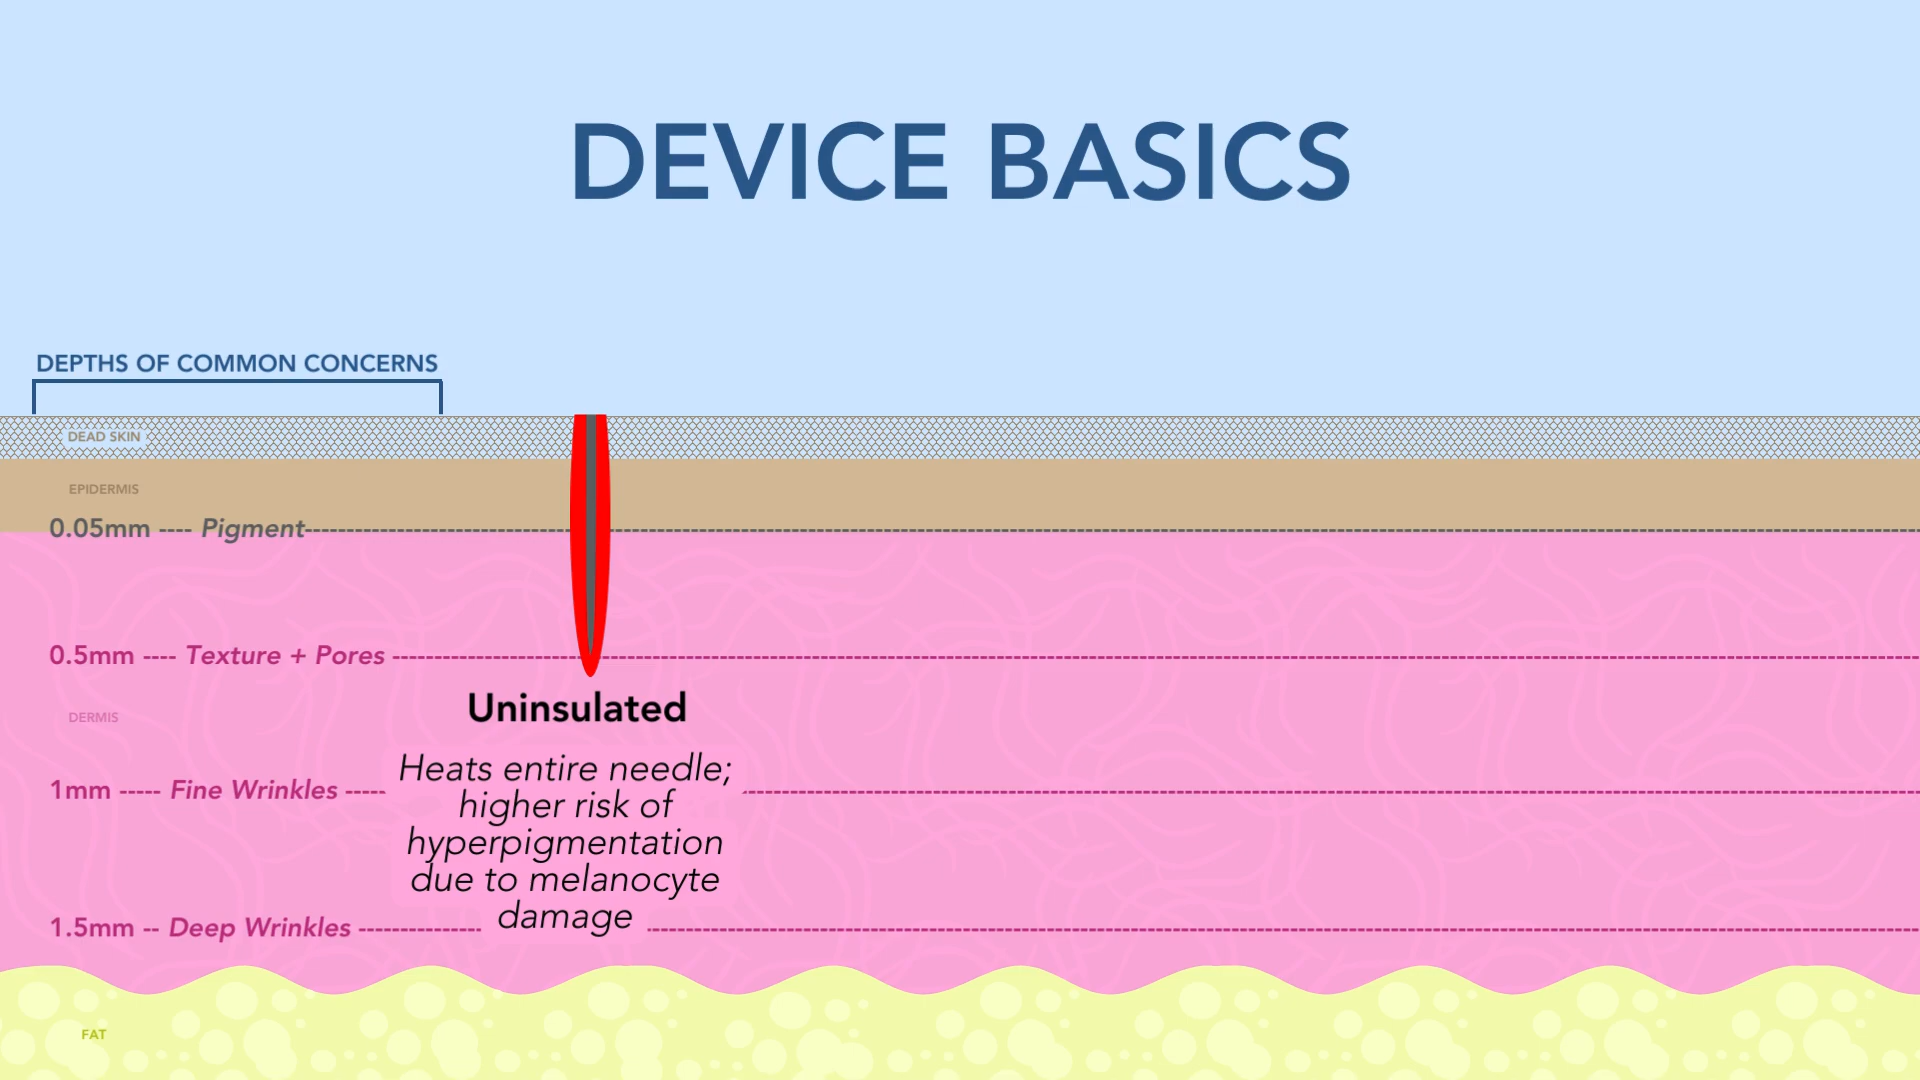 DEVICE BASICS
DEPTHS OF COMMON CONCERNS
DEAD SKIN
EPIDERMIS
0.05mm ---- Pigment
0.5mm ---- Texture + Pores
Uninsulated
DERMIS
Heats entire needle;
1mm ----- Fine Wrinkles -----
higher risk of
hyperpigmentation
due to melanocyte
damage
1.5mm -- Deep Wrinkles
FAT